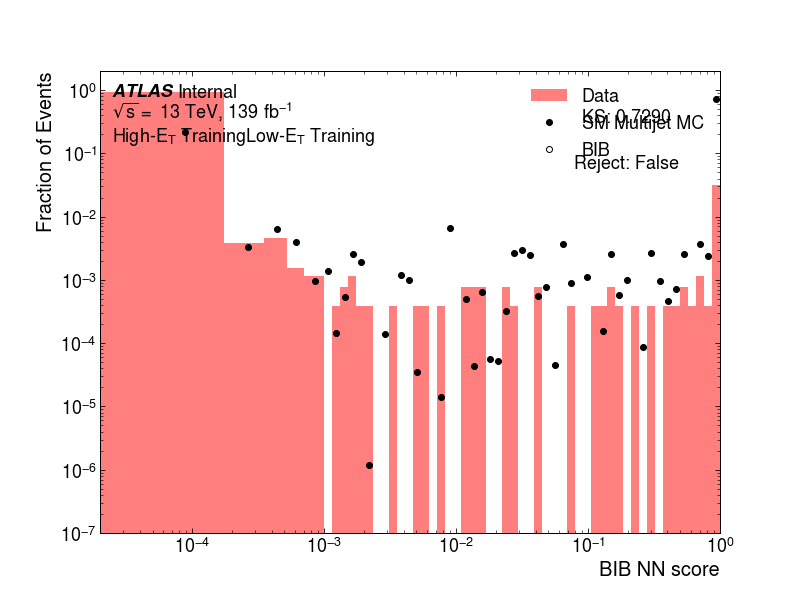 ATLAS Internal
√s = 13 TeV, 139 fb⁻¹
High-E_T TrainingLow-E_T Training
Data
KS: 0.7290
SM Multijet MC
BIB
Reject: False
Fraction of Events
10⁰
10⁻¹
10⁻²
10⁻³
10⁻⁴
10⁻⁵
10⁻⁶
10⁻⁷
10⁻⁴ 10⁻³ 10⁻² 10⁻¹ 10⁰
BIB NN score